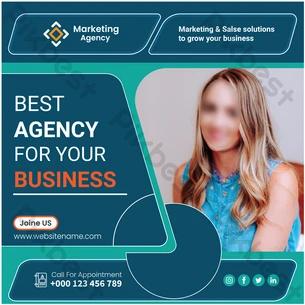 Marketing
Agency
Marketing & Salse solutions
to grow your business
BEST
AGENCY
FOR YOUR
BUSINESS
Joine US
www-websitename.com
Call For Appointment
+000 123 456 789
pikbest